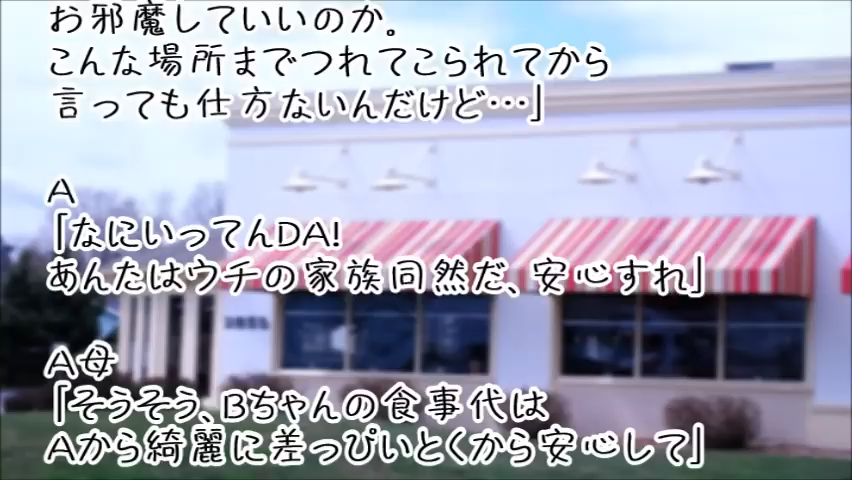 お邪魔していいのか。
こんな場所までつれてこられてから
言っても仕方ないんだけど…」
A
「なにいってんDA!
あんたはウチの家族同然だ、安心すれ」
A母
「そうそう、Bちゃんの食事代は
Aから綺麗に差っぴいとくから安心して」